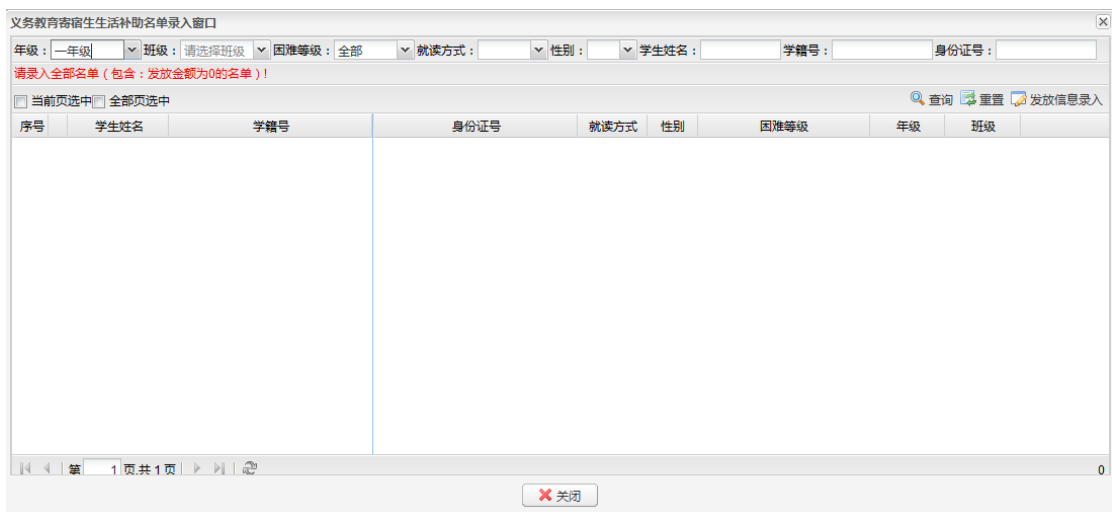 义务教育寄宿生生活补助名单录入窗口
年级：一年级 班级：请选择班级 困难等级：全部 就读方式： 性别： 学生姓名： 学籍号： 身份证号：
请录入全部名单（包含：发放金额为0的名单）！
当前页选中 全部页选中 查询 重置 发放信息录入
序号 学生姓名 学籍号 身份证号 就读方式 性别 困难等级 年级 班级
第 1 页,共 1 页 0
关闭